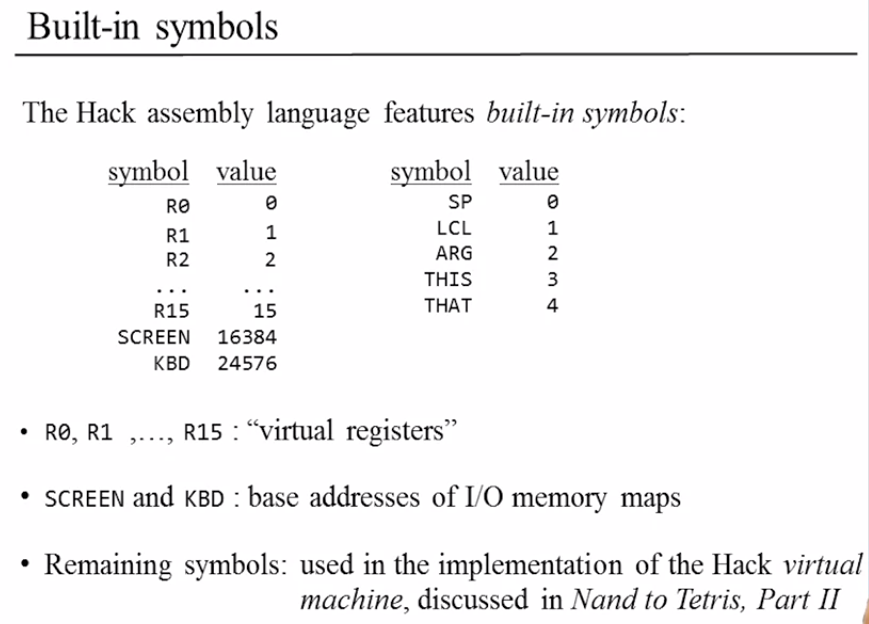 Built-in symbols
The Hack assembly language features built-in symbols:
symbol value
R0 0
R1 1
R2 2
... ...
R15 15
SCREEN 16384
KBD 24576
symbol value
SP 0
LCL 1
ARG 2
THIS 3
THAT 4
• R0, R1 ,..., R15 : “virtual registers”
• SCREEN and KBD : base addresses of I/O memory maps
• Remaining symbols: used in the implementation of the Hack virtual
machine, discussed in Nand to Tetris, Part II